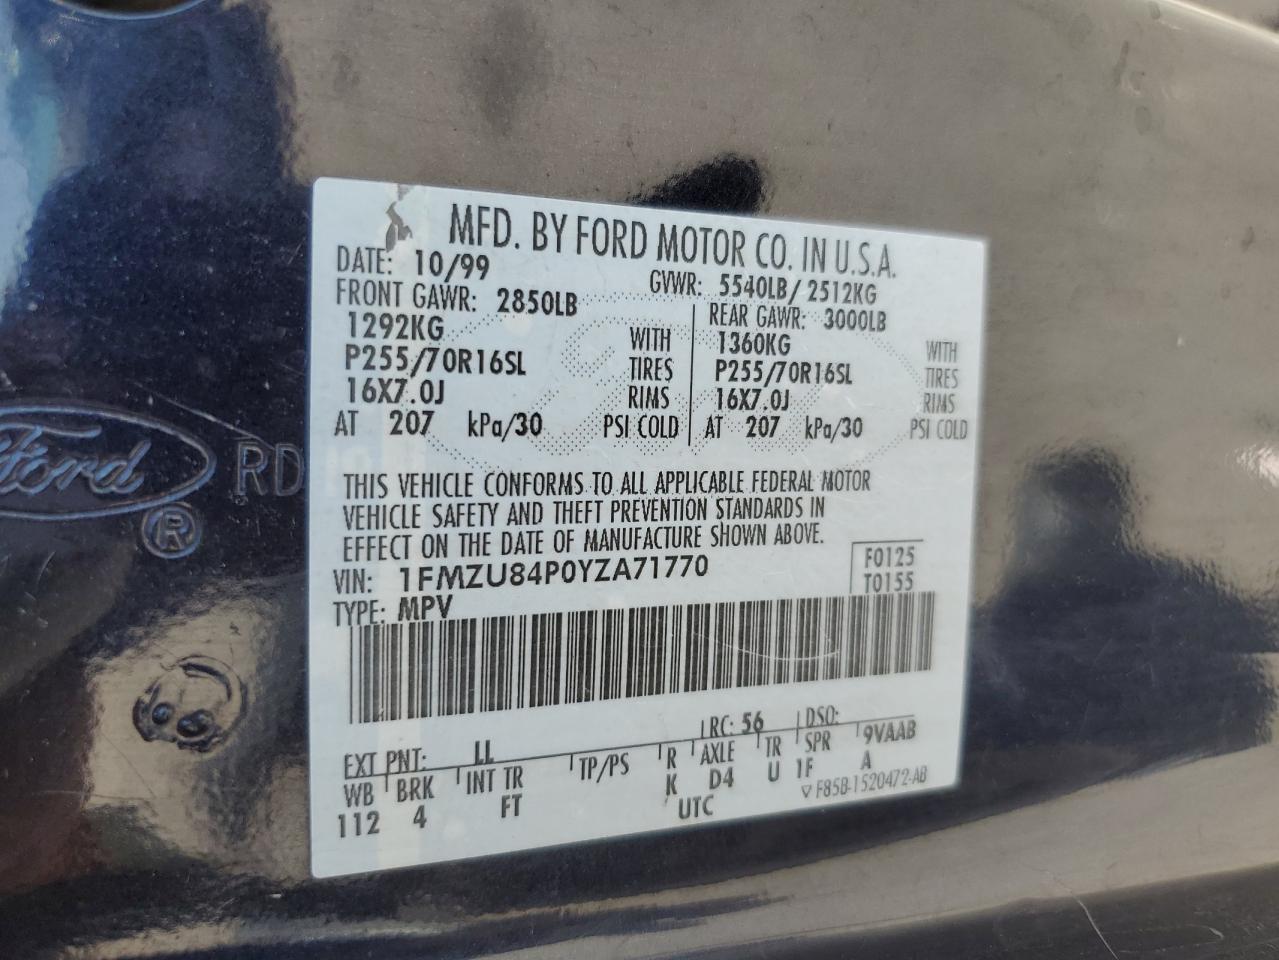 MFD. BY FORD MOTOR CO. IN U.S.A.
DATE: 10/99 GVWR: 5540LB/2512KG
FRONT GAWR: 2850LB REAR GAWR: 3000LB
1292KG WITH 1360KG WITH
P255/70R16SL TIRES P255/70R16SL TIRES
16X7.0J RIMS 16X7.0J RIMS
AT 207 kPa/30 PSI COLD AT 207 kPa/30 PSI COLD
THIS VEHICLE CONFORMS TO ALL APPLICABLE FEDERAL MOTOR
VEHICLE SAFETY AND THEFT PREVENTION STANDARDS IN
EFFECT ON THE DATE OF MANUFACTURE SHOWN ABOVE.
VIN: 1FMZU84P0YZA71770 F0125
TYPE: MPV T0155
EXT PNT: LL RC: 56 DSO: 9VAAB
WB BRK INT TR TP/PS R AXLE TR SPR
112 4 FT K D4 U 1F A
UTC ▽ F85B-1520472-AB
Ford RD
®